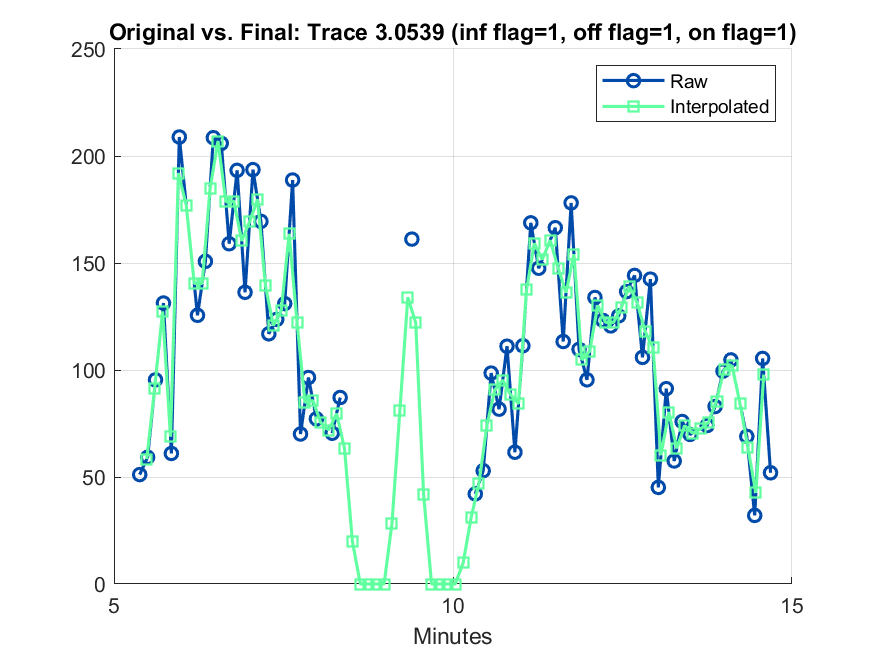 Original vs. Final: Trace 3.0539 (inf flag=1, off flag=1, on flag=1)
250
Raw
Interpolated
200
150
100
50
0
5
10
15
Minutes